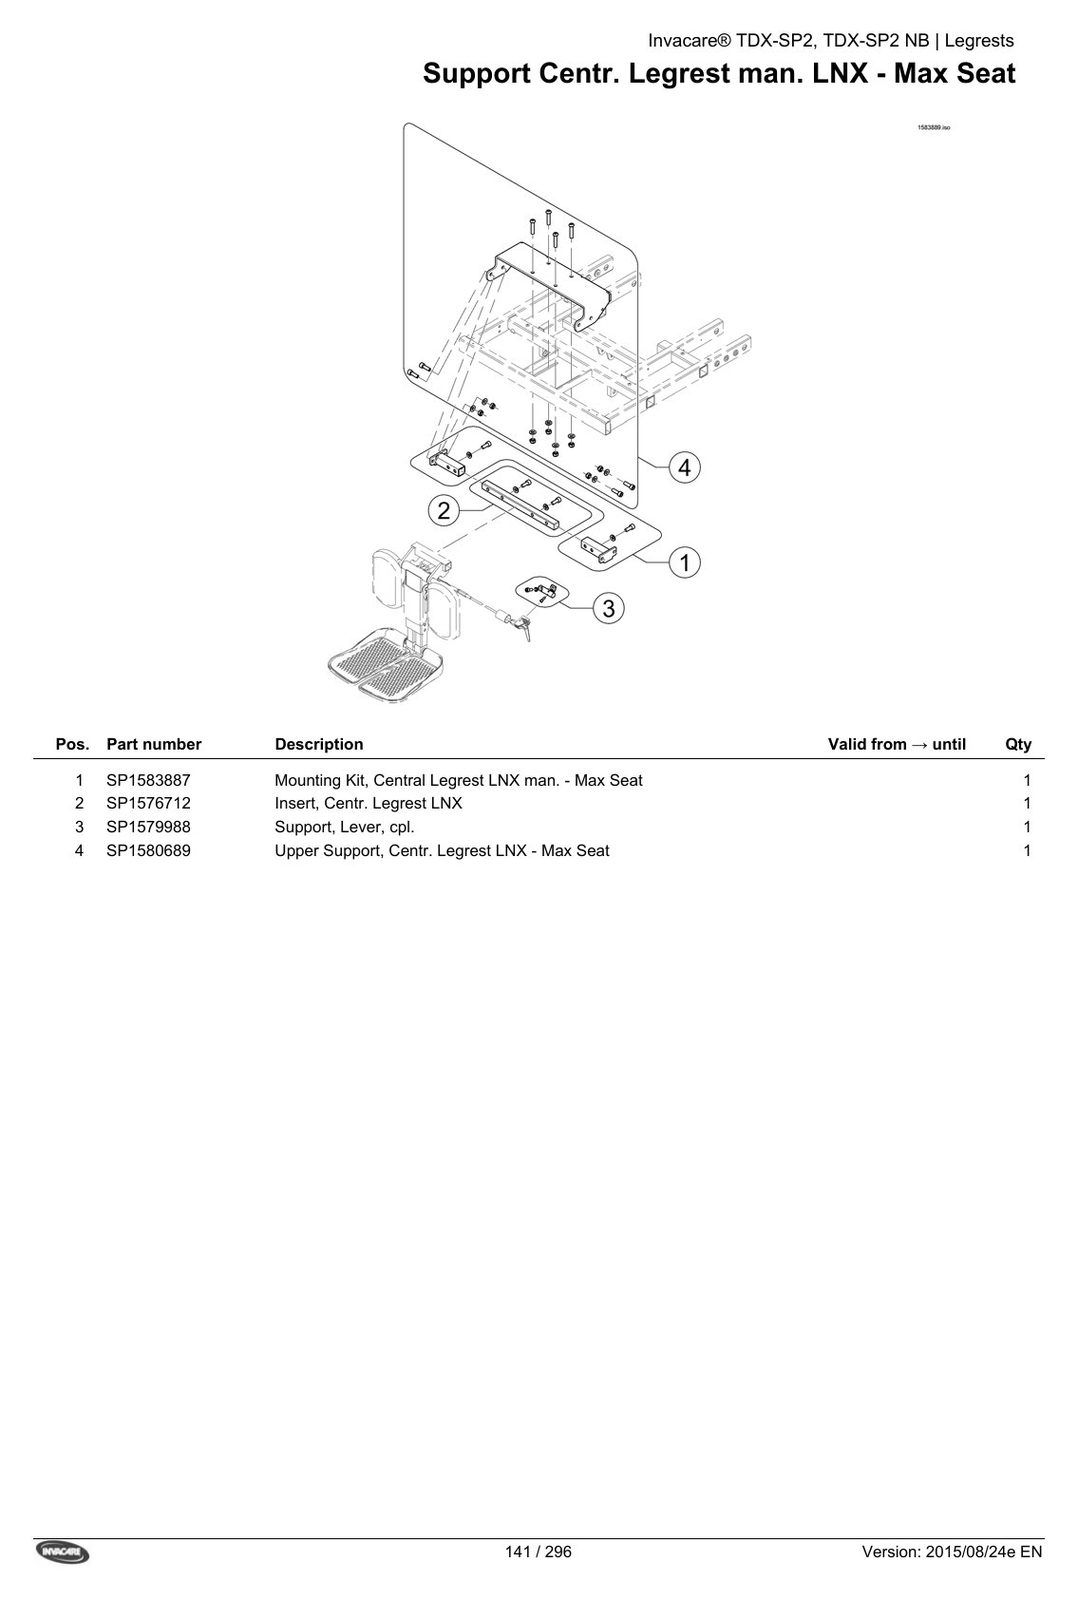 Invacare® TDX-SP2, TDX-SP2 NB | Legrests
Support Centr. Legrest man. LNX - Max Seat
1583889.iso
4
2
1
3
Pos. Part number Description Valid from → until Qty
1 SP1583887 Mounting Kit, Central Legrest LNX man. - Max Seat 1
2 SP1576712 Insert, Centr. Legrest LNX 1
3 SP1579988 Support, Lever, cpl. 1
4 SP1580689 Upper Support, Centr. Legrest LNX - Max Seat 1
INVACARE 141 / 296 Version: 2015/08/24e EN